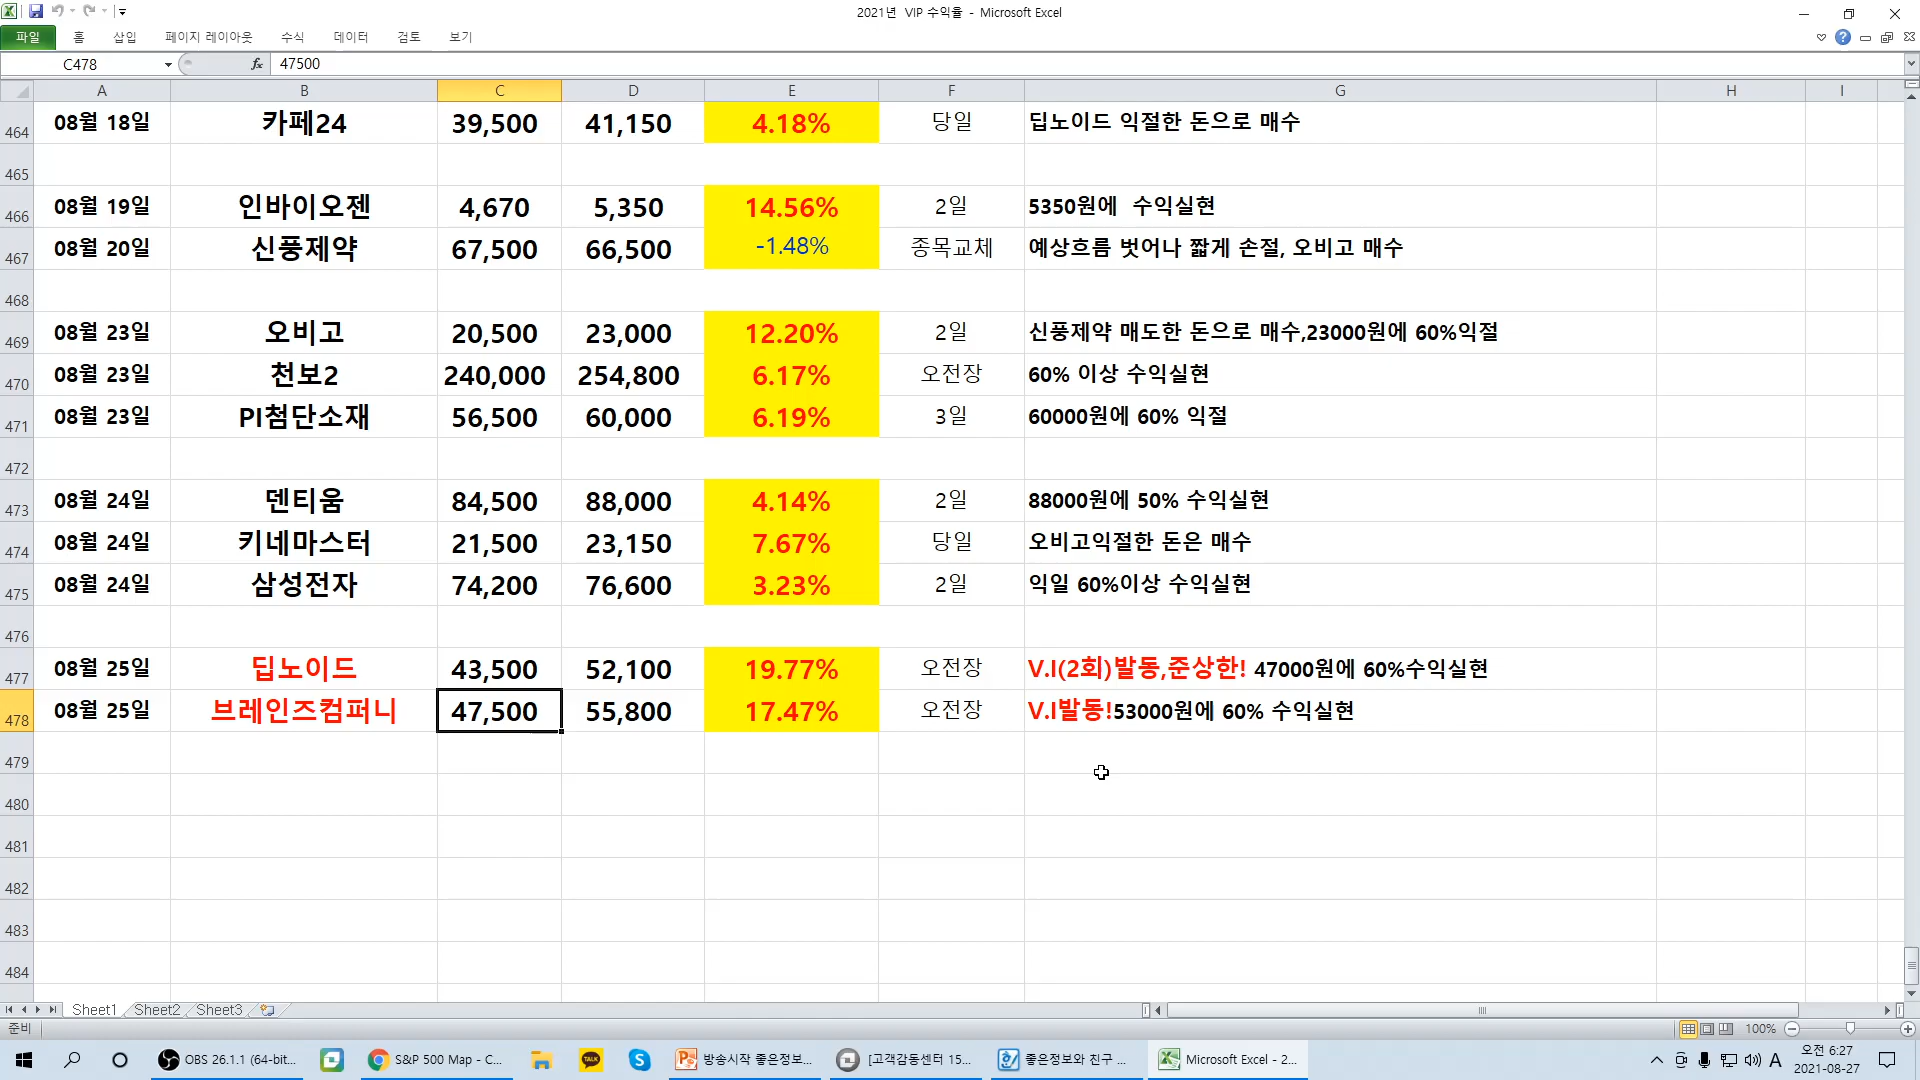 2021년 VIP 수익율 - Microsoft Excel
파일 홈 삽입 페이지 레이아웃 수식 데이터 검토 보기
C478 fx 47500
A B C D E F G H I
464 08월 18일 카페24 39,500 41,150 4.18% 당일 딥노이드 익절한 돈으로 매수
465
466 08월 19일 인바이오젠 4,670 5,350 14.56% 2일 5350원에 수익실현
467 08월 20일 신풍제약 67,500 66,500 -1.48% 종목교체 예상흐름 벗어나 짧게 손절, 오비고 매수
468
469 08월 23일 오비고 20,500 23,000 12.20% 2일 신풍제약 매도한 돈으로 매수,23000원에 60%익절
470 08월 23일 천보2 240,000 254,800 6.17% 오전장 60% 이상 수익실현
471 08월 23일 PI첨단소재 56,500 60,000 6.19% 3일 60000원에 60% 익절
472
473 08월 24일 덴티움 84,500 88,000 4.14% 2일 88000원에 50% 수익실현
474 08월 24일 키네마스터 21,500 23,150 7.67% 당일 오비고익절한 돈은 매수
475 08월 24일 삼성전자 74,200 76,600 3.23% 2일 익일 60%이상 수익실현
476
477 08월 25일 딥노이드 43,500 52,100 19.77% 오전장 V.I(2회)발동,준상한! 47000원에 60%수익실현
478 08월 25일 브레인즈컴퍼니 47,500 55,800 17.47% 오전장 V.I발동!53000원에 60% 수익실현
479
480
481
482
483
484
Sheet1 Sheet2 Sheet3
준비 100%
OBS 26.1.1 (64-bit... S&P 500 Map - C... TALK 방송시작 좋은정보... [고객감동센터 15... 좋은정보와 친구 ... Microsoft Excel - 2... A 오전 6:27
2021-08-27